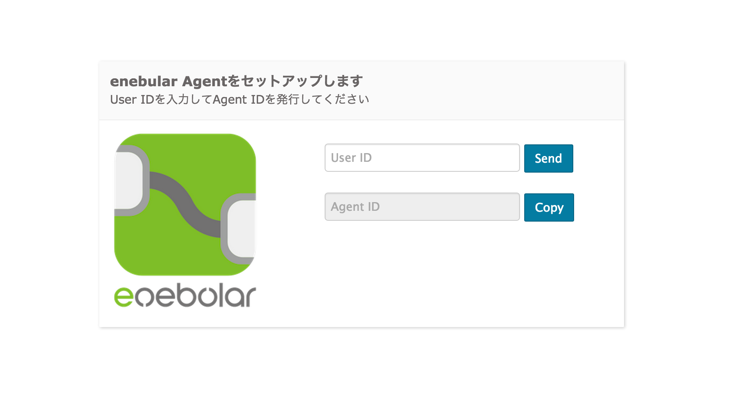 enebular Agentをセットアップします
User IDを入力してAgent IDを発行してください
User ID
Send
Agent ID
Copy
enebular